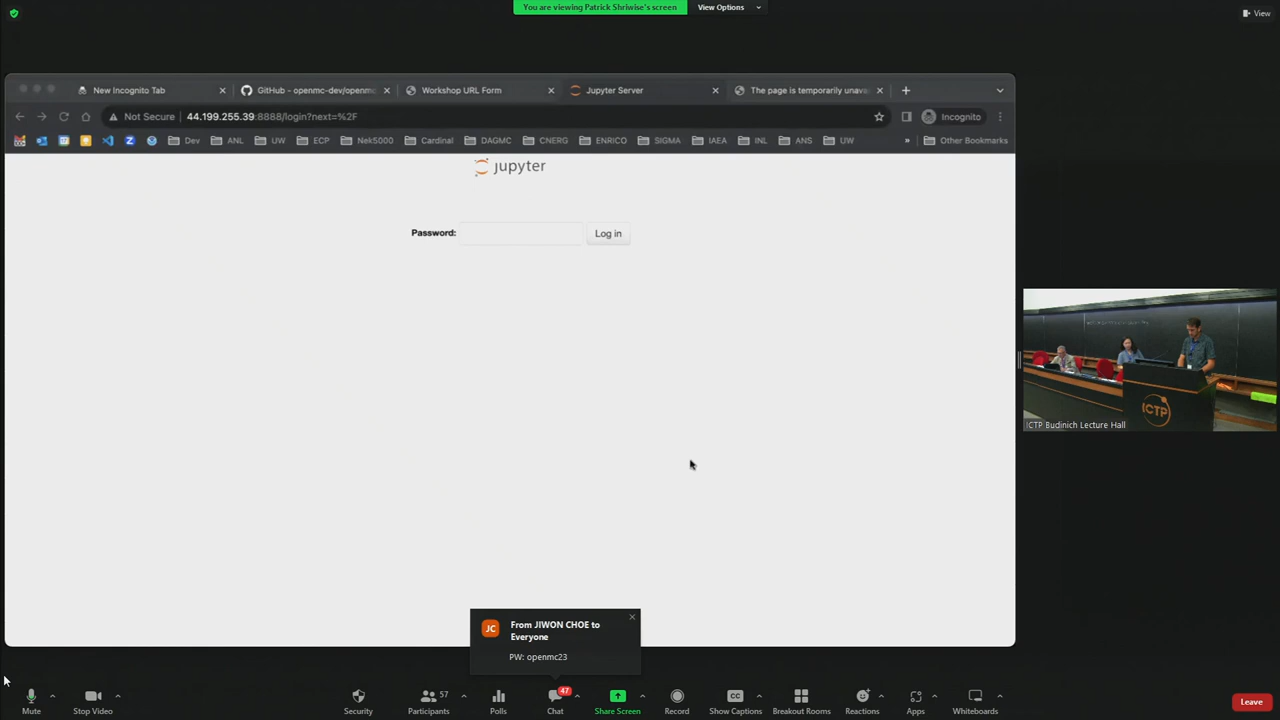 You are viewing Patrick Shriwise's screen
View Options
View
New Incognito Tab
GitHub - openmc-dev/openmc
Workshop URL Form
Jupyter Server
The page is temporarily unava
Not Secure
44.199.255.39:8888/login?next=%2F
Incognito
Dev
ANL
UW
ECP
Nek5000
Cardinal
DAGMC
CNERG
ENRICO
SIGMA
IAEA
INL
ANS
UW
»
Other Bookmarks
jupyter
Password:
Log in
ICTP
ICTP Budinich Lecture Hall
JC
From JIWON CHOE to
Everyone
PW: openmc23
57
47
Mute
Stop Video
Security
Participants
Polls
Chat
Share Screen
Record
Show Captions
Breakout Rooms
Reactions
Apps
Whiteboards
Leave